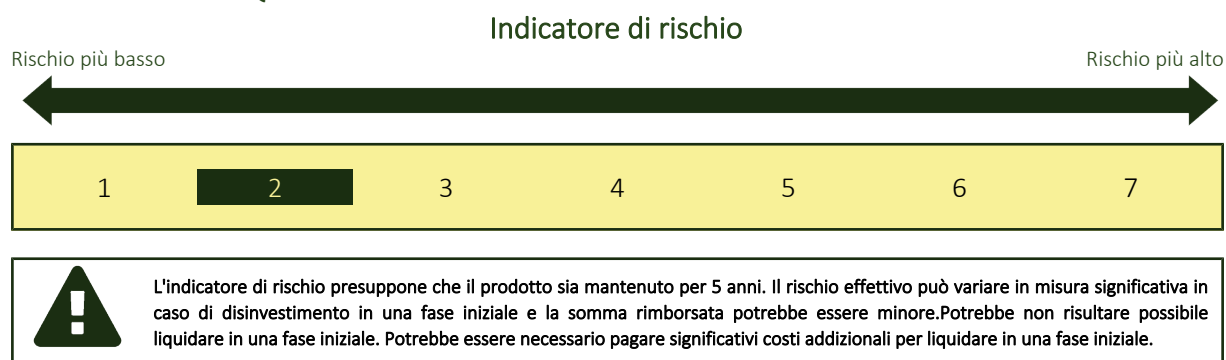 Indicatore di rischio
Rischio più basso
Rischio più alto
1 2 3 4 5 6 7
L'indicatore di rischio presuppone che il prodotto sia mantenuto per 5 anni. Il rischio effettivo può variare in misura significativa in
caso di disinvestimento in una fase iniziale e la somma rimborsata potrebbe essere minore.Potrebbe non risultare possibile
liquidare in una fase iniziale. Potrebbe essere necessario pagare significativi costi addizionali per liquidare in una fase iniziale.